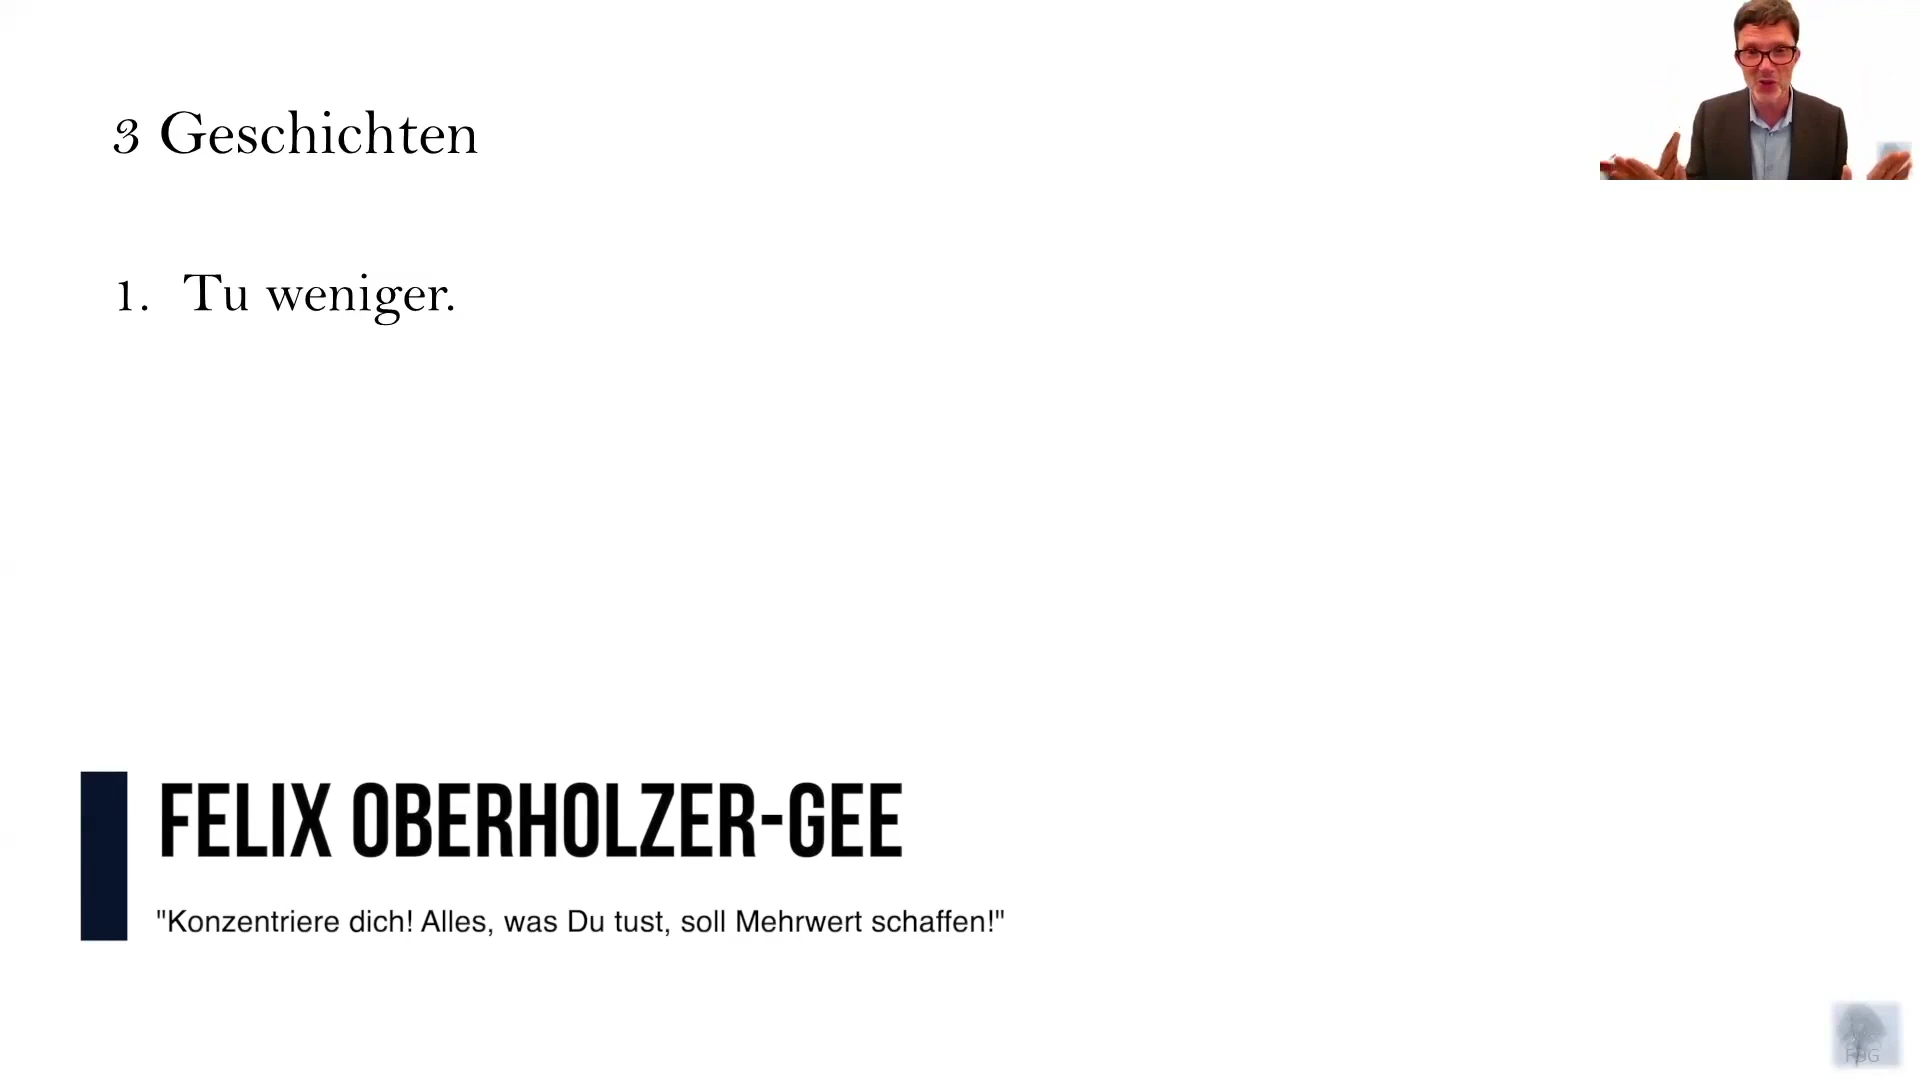 3 Geschichten
1. Tu weniger.
FELIX OBERHOLZER-GEE
"Konzentriere dich! Alles, was Du tust, soll Mehrwert schaffen!"